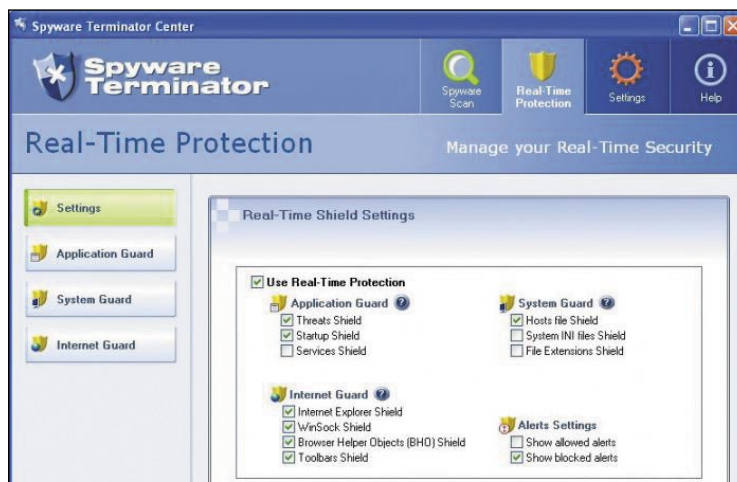 Spyware Terminator Center
Spyware
Terminator
Spyware
Scan
Real-Time
Protection
Settings
Help
Real-Time Protection
Manage your Real-Time Security
Settings
Application Guard
System Guard
Internet Guard
Real-Time Shield Settings
Use Real-Time Protection
Application Guard
Threats Shield
Startup Shield
Services Shield
System Guard
Hosts file Shield
System INI files Shield
File Extensions Shield
Internet Guard
Internet Explorer Shield
WinSock Shield
Browser Helper Objects (BHO) Shield
Toolbars Shield
Alerts Settings
Show allowed alerts
Show blocked alerts